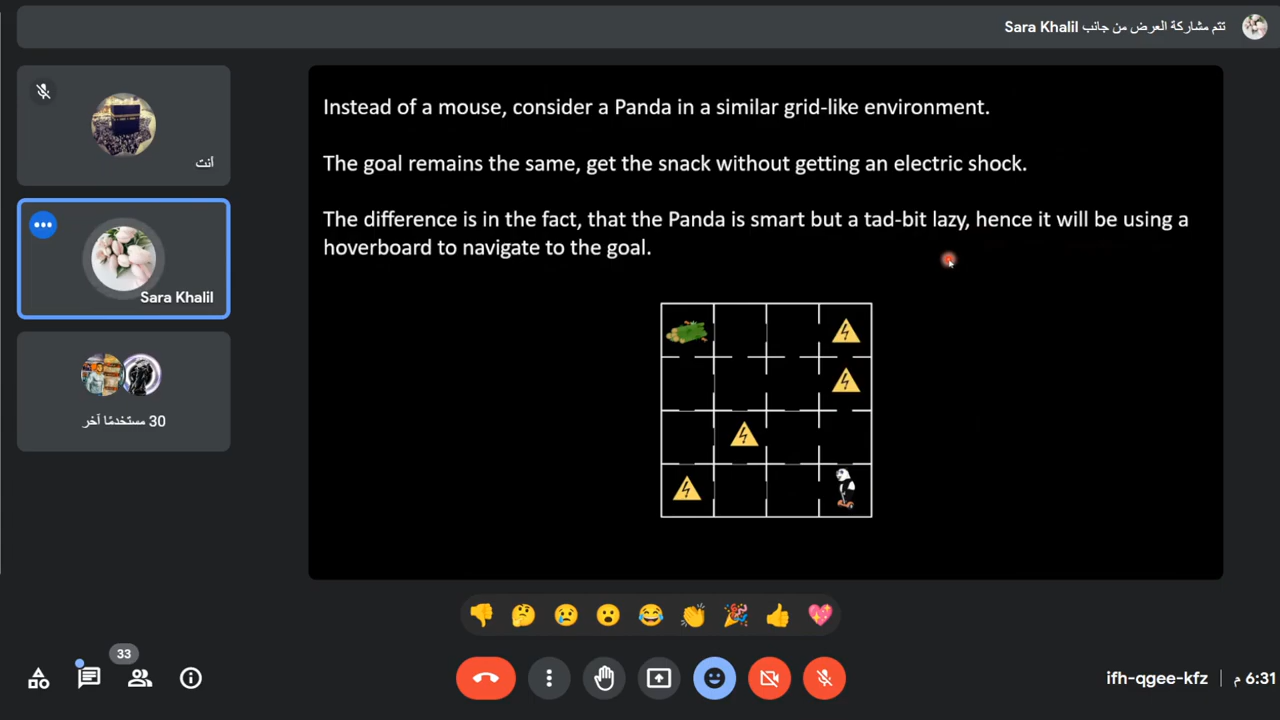 تتم مشاركة العرض من جانب Sara Khalil
أنت
Sara Khalil
30 مستخدمًا آخر
Instead of a mouse, consider a Panda in a similar grid-like environment.
The goal remains the same, get the snack without getting an electric shock.
The difference is in the fact, that the Panda is smart but a tad-bit lazy, hence it will be using a
hoverboard to navigate to the goal.
33
ifh-qgee-kfz
6:31 م